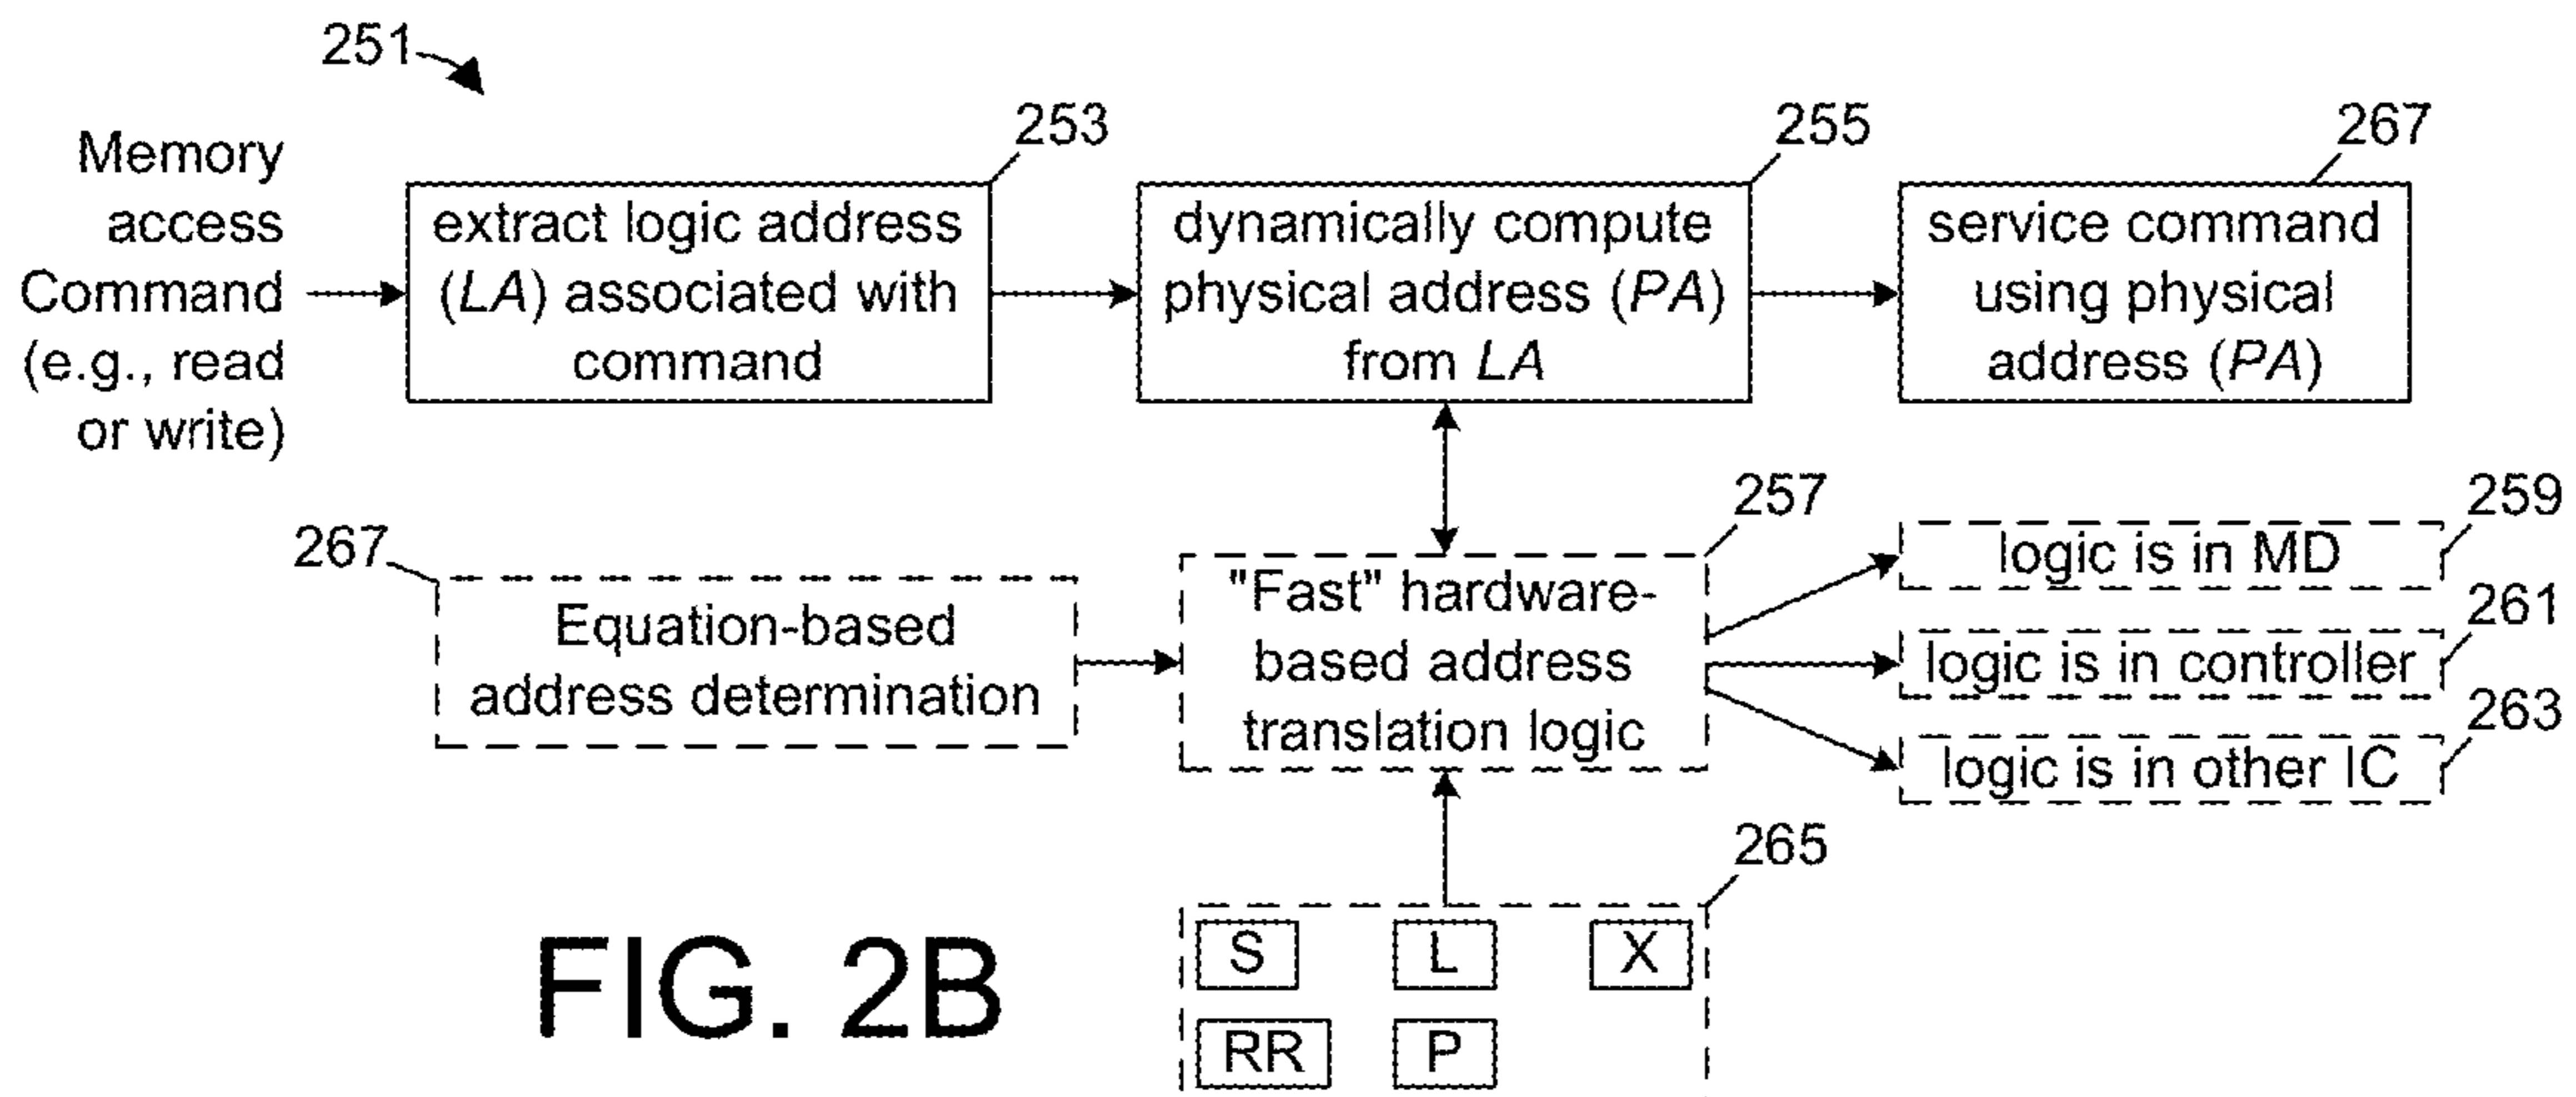 251
253
255
267
Memory
access
Command
(e.g., read
or write)
extract logic address
(LA) associated with
command
dynamically compute
physical address (PA)
from LA
service command
using physical
address (PA)
267
Equation-based
address determination
257
"Fast" hardware-
based address
translation logic
259
logic is in MD
261
logic is in controller
263
logic is in other IC
265
S L X
RR P
FIG. 2B